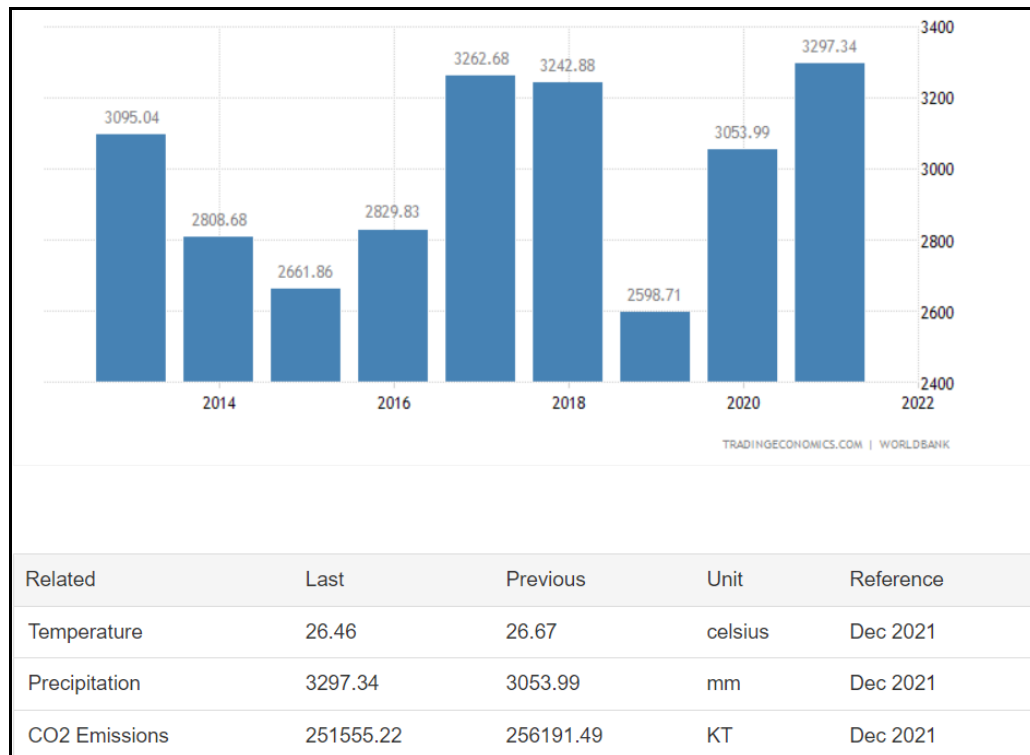 3400
3297.34
3262.68
3242.88
3200
3095.04
3053.99
3000
2808.68
2829.83
2800
2661.86
2598.71
2600
2400
2014 2016 2018 2020 2022
TRADINGECONOMICS.COM | WORLDBANK
Related Last Previous Unit Reference
Temperature 26.46 26.67 celsius Dec 2021
Precipitation 3297.34 3053.99 mm Dec 2021
CO2 Emissions 251555.22 256191.49 KT Dec 2021